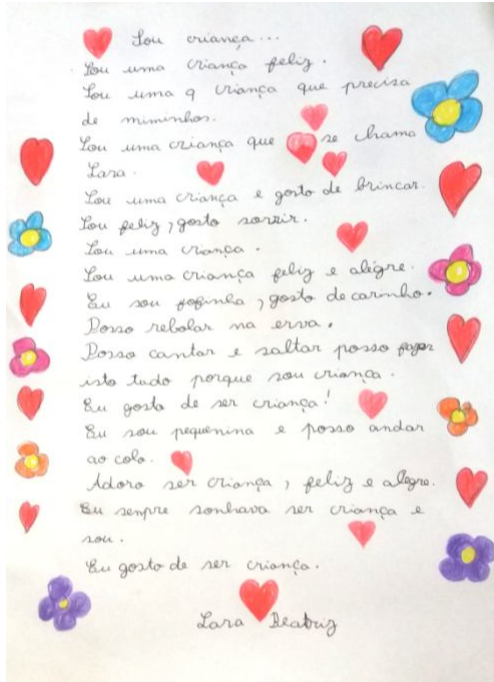 Sou criança...
Sou uma criança feliz.
Sou uma q criança que precisa
de miminhos.
Sou uma criança que se chama
Lara.
Sou uma criança e gosto de brincar.
Sou feliz, gosto sorrir.
Sou uma criança.
Sou uma criança feliz e alegre.
Eu sou fofinha, gosto de carinho.
Posso rebolar na erva.
Posso cantar e saltar posso fazer
isto tudo porque sou criança.
Eu gosto de ser criança!
Eu sou pequenina e posso andar
ao colo.
Adoro ser criança, feliz e alegre.
Eu sempre sonhava ser criança e
sou.
Eu gosto de ser criança.
Lara Beatriz